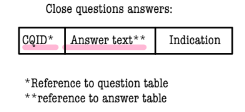 Close questions answers:
CQID* Answer text** Indication
*Reference to question table
**reference to answer table